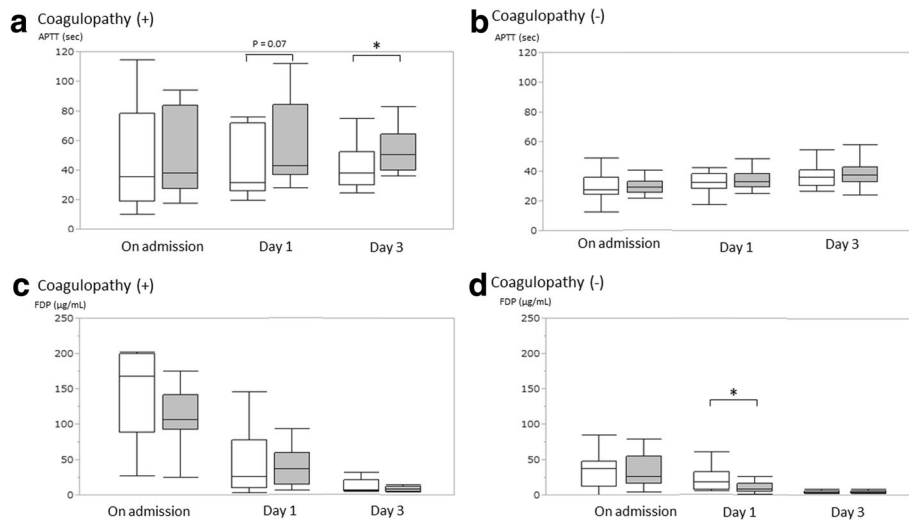 a Coagulopathy (+)
APTT (sec)
P = 0.07
*
120
100
80
60
40
20
0
On admission Day 1 Day 3
b Coagulopathy (-)
APTT (sec)
120
100
80
60
40
20
0
On admission Day 1 Day 3
c Coagulopathy (+)
FDP (μg/mL)
250
200
150
100
50
0
On admission Day 1 Day 3
d Coagulopathy (-)
FDP (μg/mL)
250
200
150
100
50
0
*
On admission Day 1 Day 3